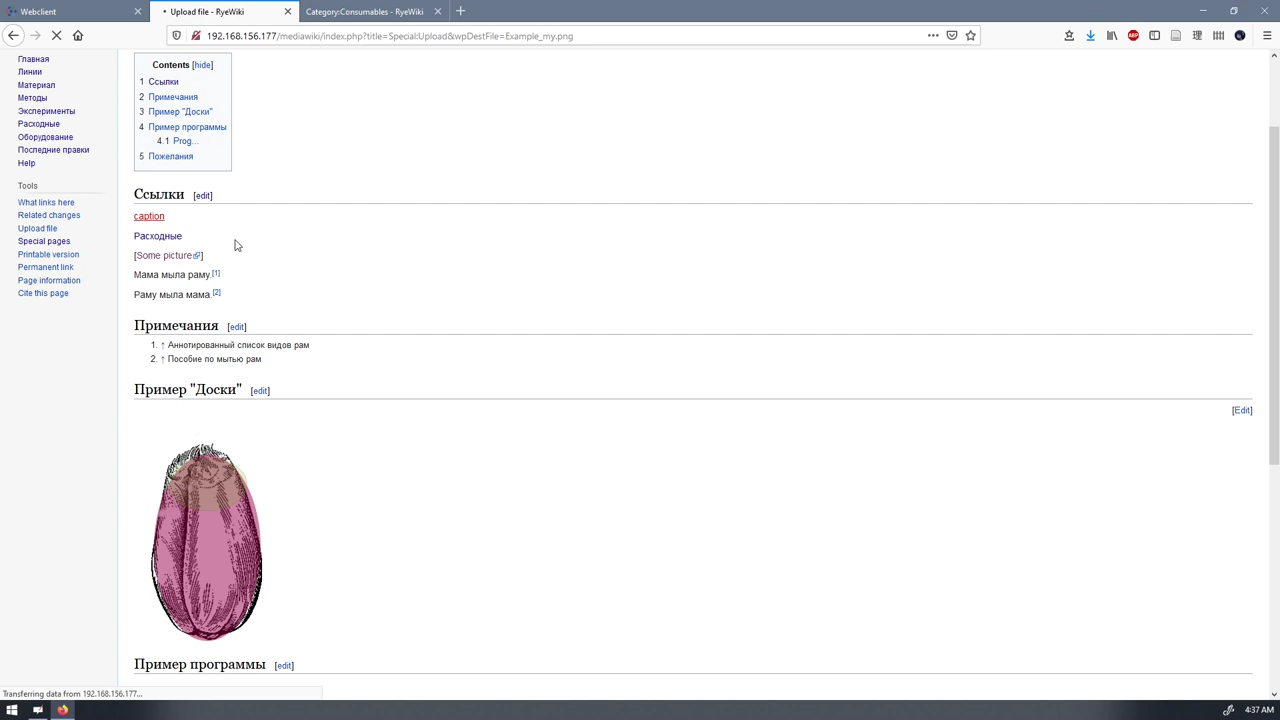 Webclient
Upload file - RyeWiki
Category:Consumables - RyeWiki
192.168.156.177/mediawiki/index.php?title=Special:Upload&wpDestFile=Example_my.png
Главная
Линии
Материал
Методы
Эксперименты
Расходные
Оборудование
Последние правки
Help
Tools
What links here
Related changes
Upload file
Special pages
Printable version
Permanent link
Page information
Cite this page
Contents [hide]
1 Ссылки
2 Примечания
3 Пример "Доски"
4 Пример программы
4.1 Prog...
5 Пожелания
Ссылки [edit]
caption
Расходные
[Some picture]
Мама мыла раму.[1]
Раму мыла мама.[2]
Примечания [edit]
1. ↑ Аннотированный список видов рам
2. ↑ Пособие по мытью рам
Пример "Доски" [edit]
[Edit]
Пример программы [edit]
Transferring data from 192.168.156.177...
4:37 AM